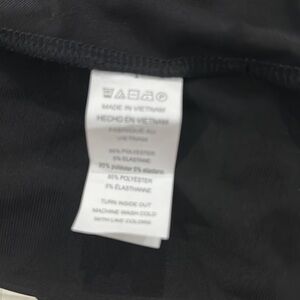 MADE IN VIETNAM
HECHO EN VIETNAM
FABRIQUÉ AU
VIETNAM
95% POLYESTER
5% ELASTANE
95% poliéster 5% elastano
95% POLYESTER
5% ÉLASTHANNE
TURN INSIDE OUT
MACHINE WASH COLD
WITH LIKE COLORS